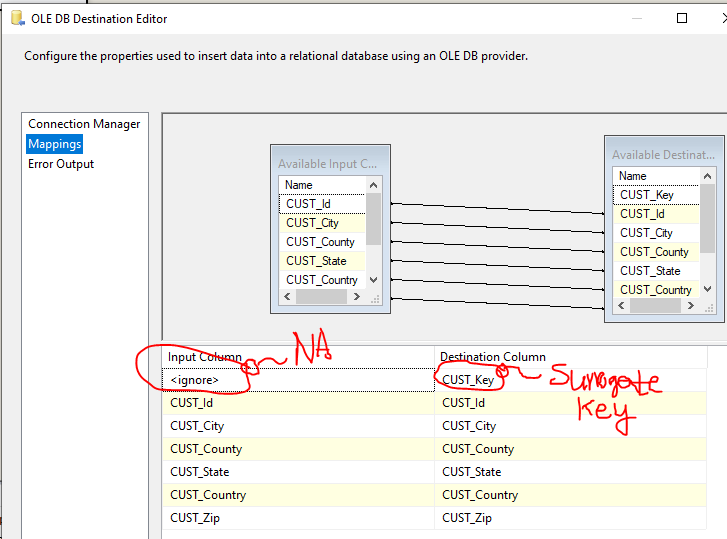 OLE DB Destination Editor
Configure the properties used to insert data into a relational database using an OLE DB provider.
Connection Manager
Mappings
Error Output
Available Input C...
Name
CUST_Id
CUST_City
CUST_County
CUST_State
CUST_Country
Available Destinat...
Name
CUST_Key
CUST_Id
CUST_City
CUST_County
CUST_State
CUST_Country
NA
Input Column Destination Column
<ignore> CUST_Key
Surrogate
Key
CUST_Id CUST_Id
CUST_City CUST_City
CUST_County CUST_County
CUST_State CUST_State
CUST_Country CUST_Country
CUST_Zip CUST_Zip